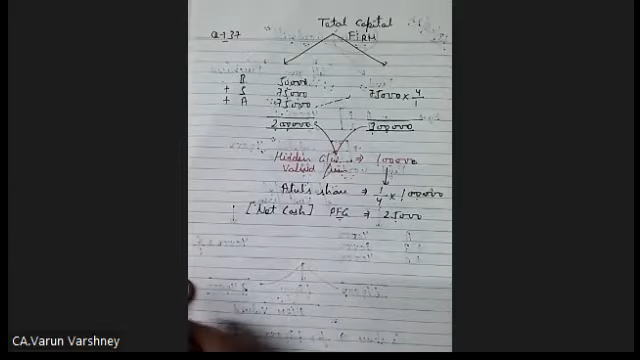 Total Capital
Q-137 FIRM
B 50000
+ S 75000 75000 × 4/1
+ A 75000
200000 300000
Hidden G/w → 100000
Valued firm
Atul's share ⇒ 1/4 × 100000
[Not Cash] PFG ⇒ 25000
CA.Varun Varshney